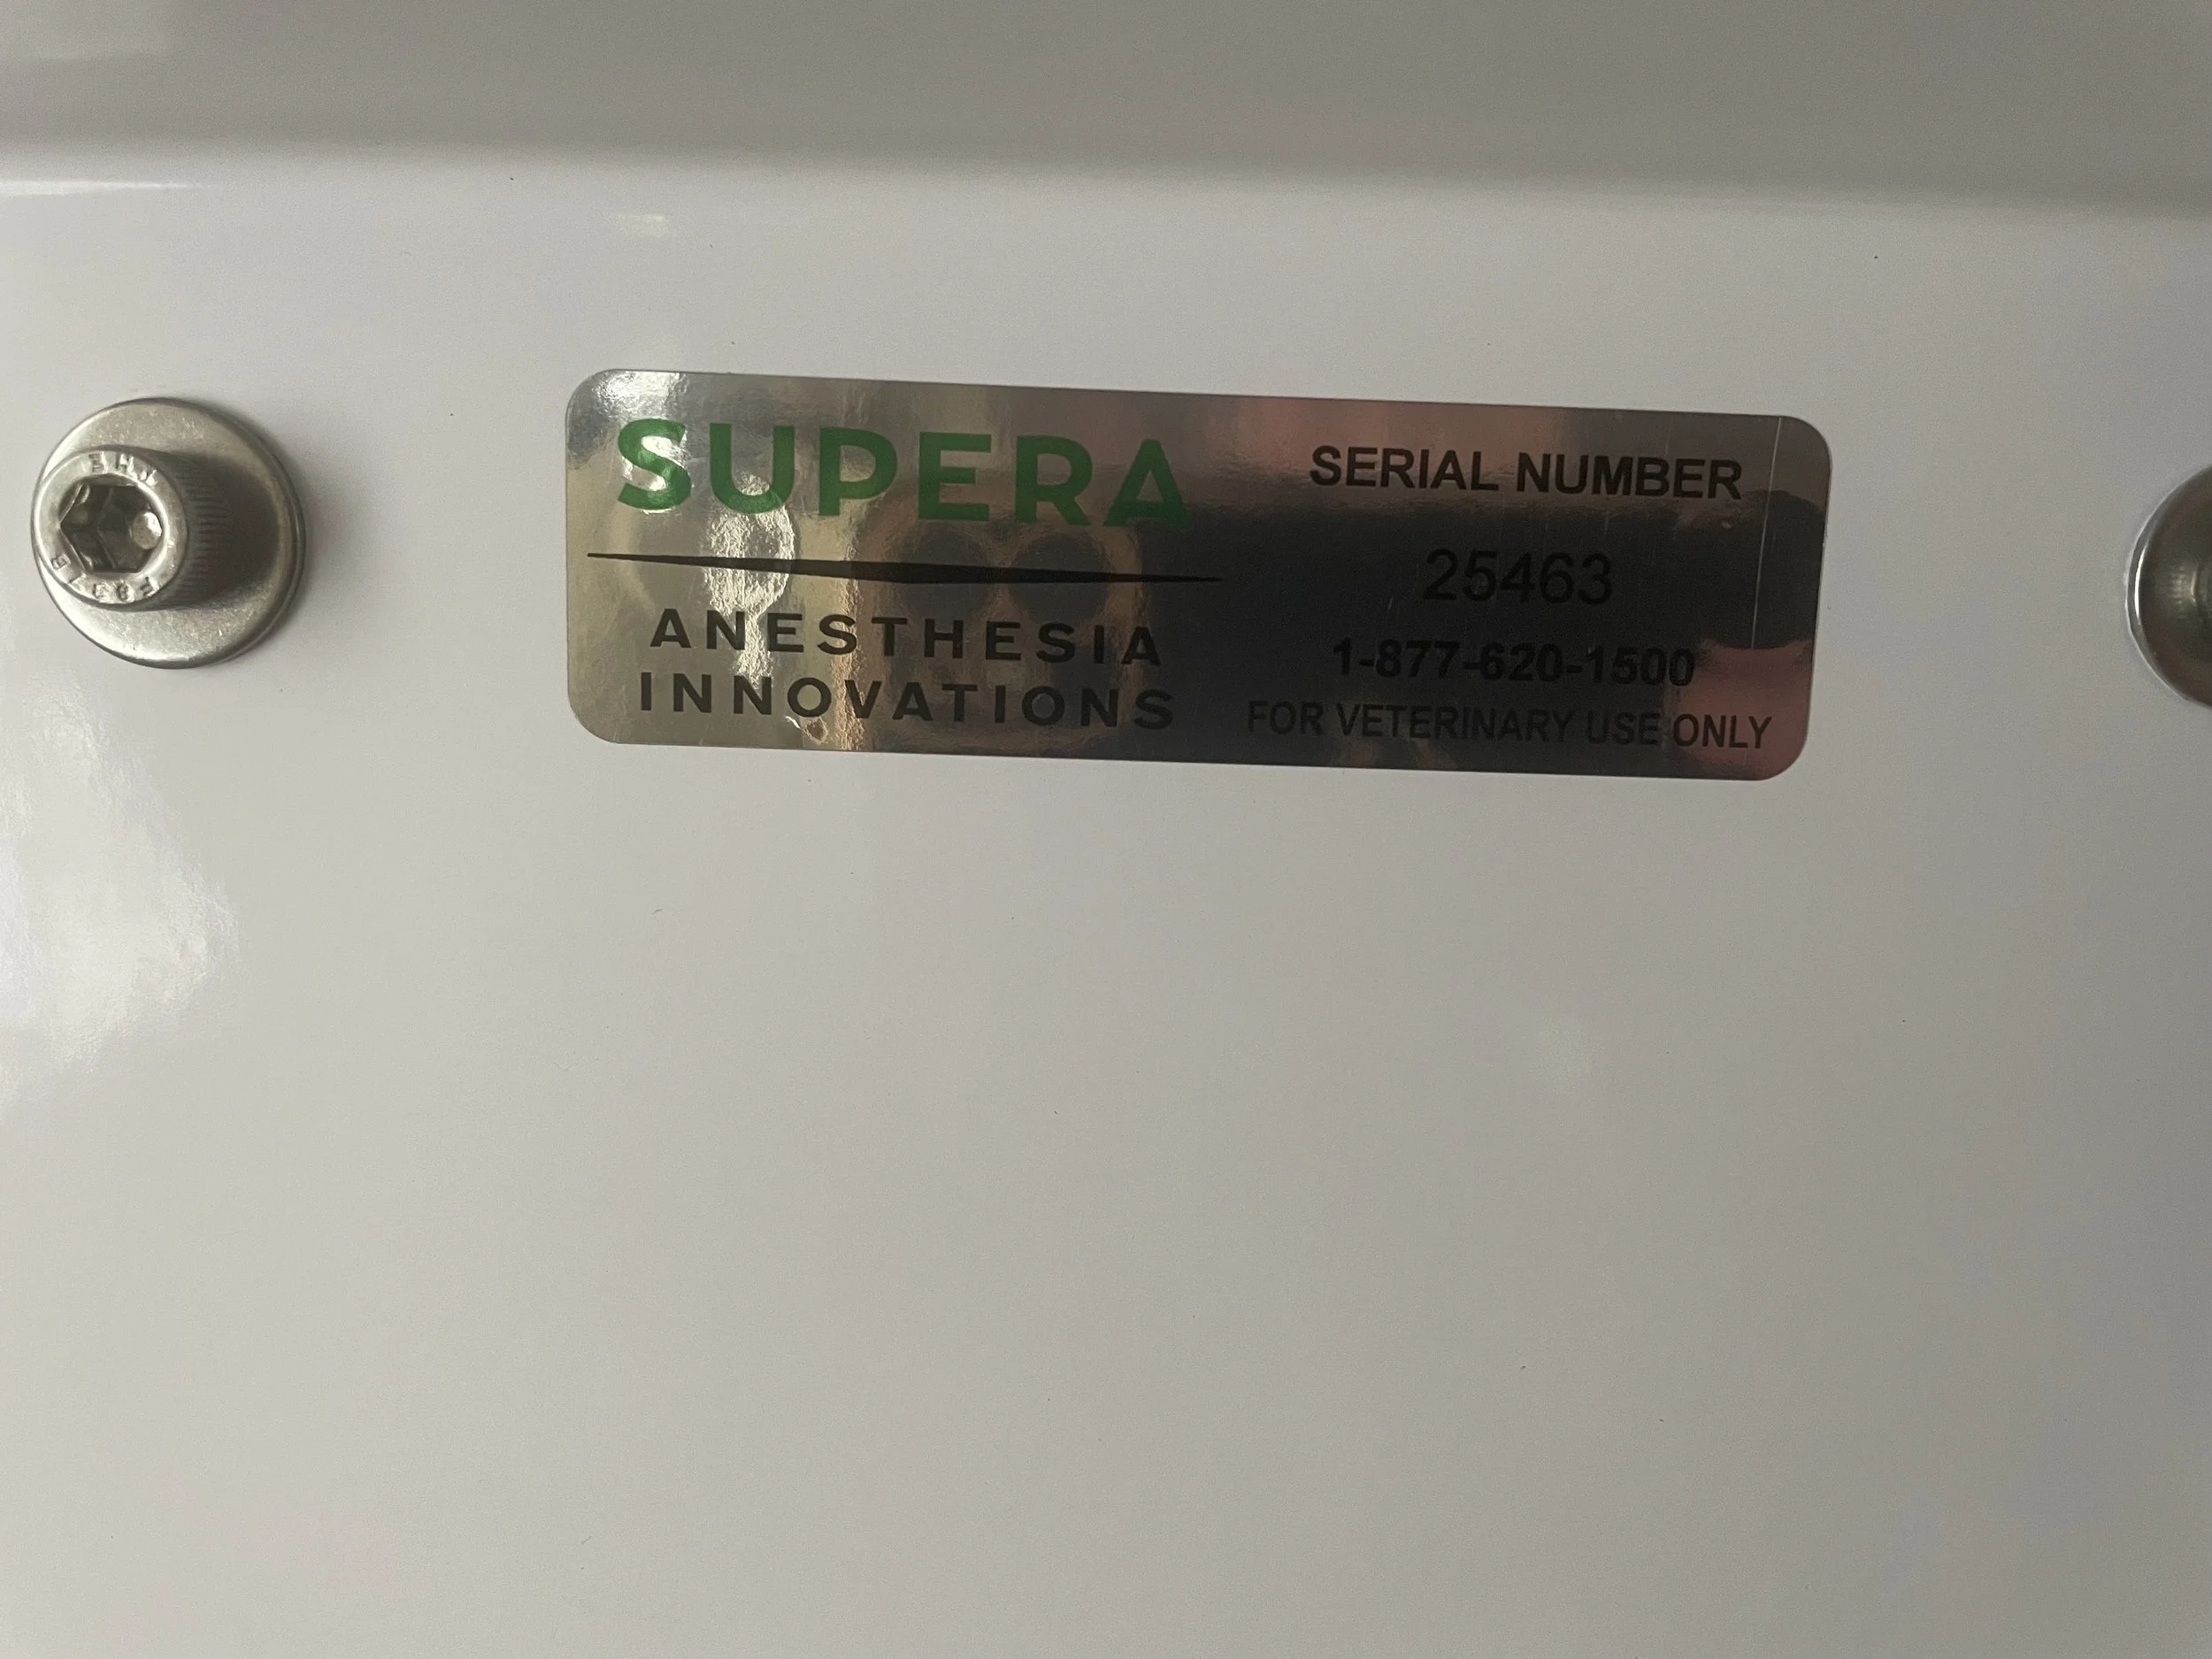 SUPERA
ANESTHESIA
INNOVATIONS
SERIAL NUMBER
25463
1-877-620-1500
FOR VETERINARY USE ONLY